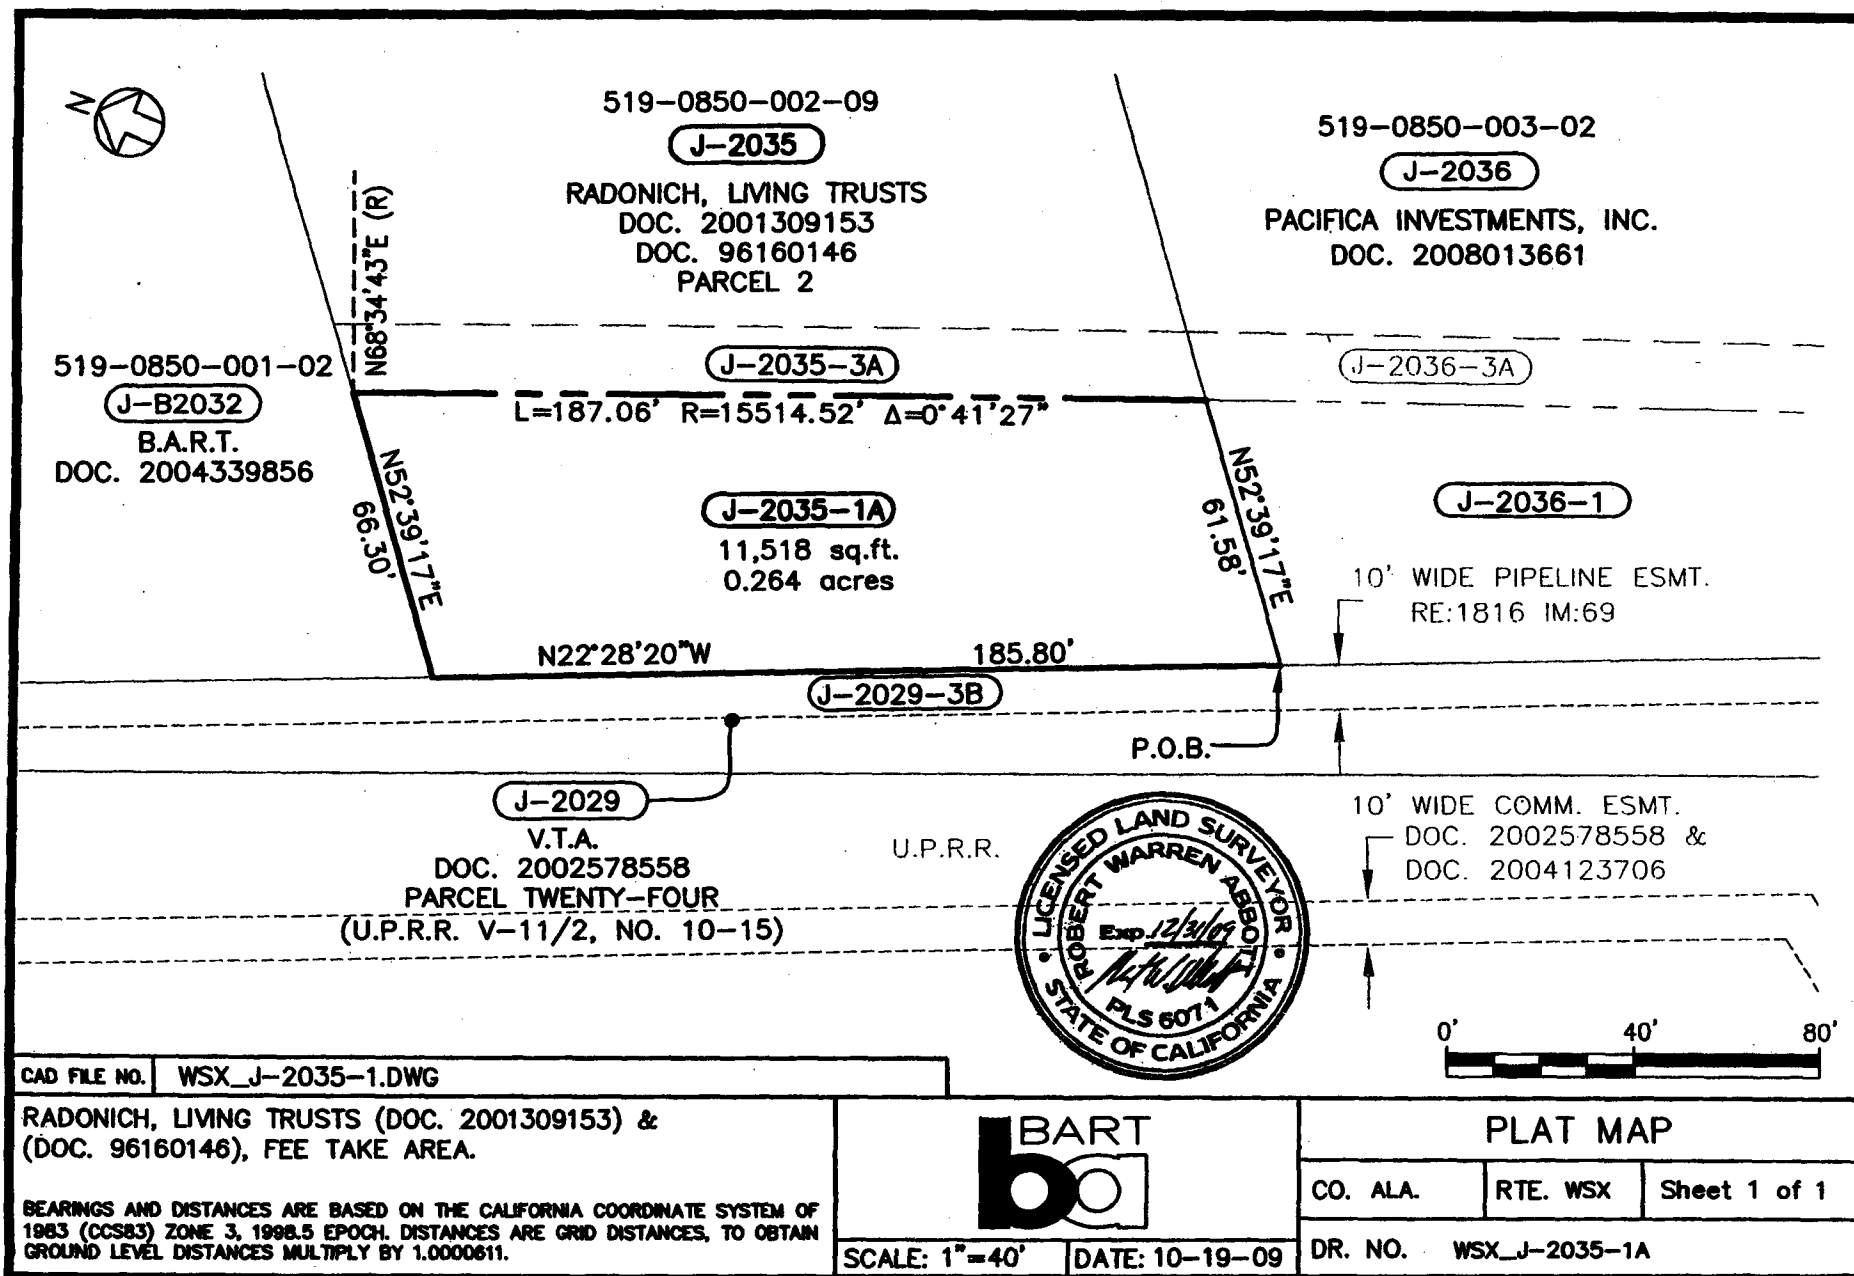 N
519-0850-002-09
J-2035
RADONICH, LIVING TRUSTS
DOC. 2001309153
DOC. 96160146
PARCEL 2
519-0850-003-02
J-2036
PACIFICA INVESTMENTS, INC.
DOC. 2008013661
N68°34'43"E (R)
519-0850-001-02
J-B2032
B.A.R.T.
DOC. 2004339856
J-2035-3A
J-2036-3A
L=187.06' R=15514.52' Δ=0°41'27"
N52°39'17"E
66.30'
J-2035-1A
11,518 sq.ft.
0.264 acres
N52°39'17"E
61.58'
J-2036-1
10' WIDE PIPELINE ESMT.
RE:1816 IM:69
N22°28'20"W 185.80'
J-2029-3B
P.O.B.
J-2029
V.T.A.
DOC. 2002578558
PARCEL TWENTY-FOUR
(U.P.R.R. V-11/2, NO. 10-15)
U.P.R.R.
LICENSED LAND SURVEYOR
ROBERT WARREN ABBOTT
Exp. 12/31/09
PLS 6071
STATE OF CALIFORNIA
10' WIDE COMM. ESMT.
DOC. 2002578558 &
DOC. 2004123706
0' 40' 80'
CAD FILE NO. WSX_J-2035-1.DWG
RADONICH, LIVING TRUSTS (DOC. 2001309153) &
(DOC. 96160146), FEE TAKE AREA.
BEARINGS AND DISTANCES ARE BASED ON THE CALIFORNIA COORDINATE SYSTEM OF
1983 (CCS83) ZONE 3, 1998.5 EPOCH. DISTANCES ARE GRID DISTANCES, TO OBTAIN
GROUND LEVEL DISTANCES MULTIPLY BY 1.0000611.
BART
ba
SCALE: 1"=40' DATE: 10-19-09
PLAT MAP
CO. ALA. RTE. WSX Sheet 1 of 1
DR. NO. WSX_J-2035-1A